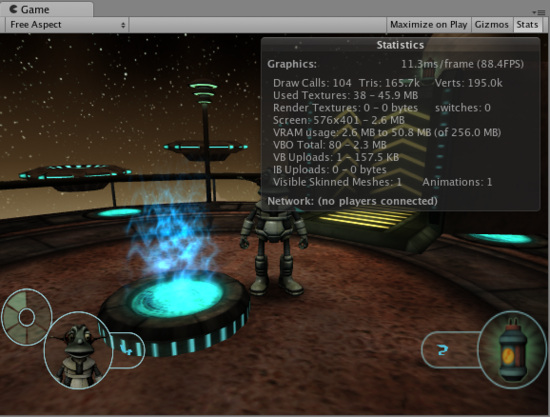 Game
Free Aspect
Maximize on Play Gizmos Stats
Statistics
Graphics: 11.3ms/frame (88.4FPS)
Draw Calls: 104 Tris: 165.7k Verts: 195.0k
Used Textures: 38 – 45.9 MB
Render Textures: 0 – 0 bytes switches: 0
Screen: 576x401 – 2.6 MB
VRAM usage: 2.6 MB to 50.8 MB (of 256.0 MB)
VBO Total: 80 – 2.3 MB
VB Uploads: 1 – 157.5 KB
IB Uploads: 0 – 0 bytes
Visible Skinned Meshes: 1 Animations: 1
Network: (no players connected)
4
2